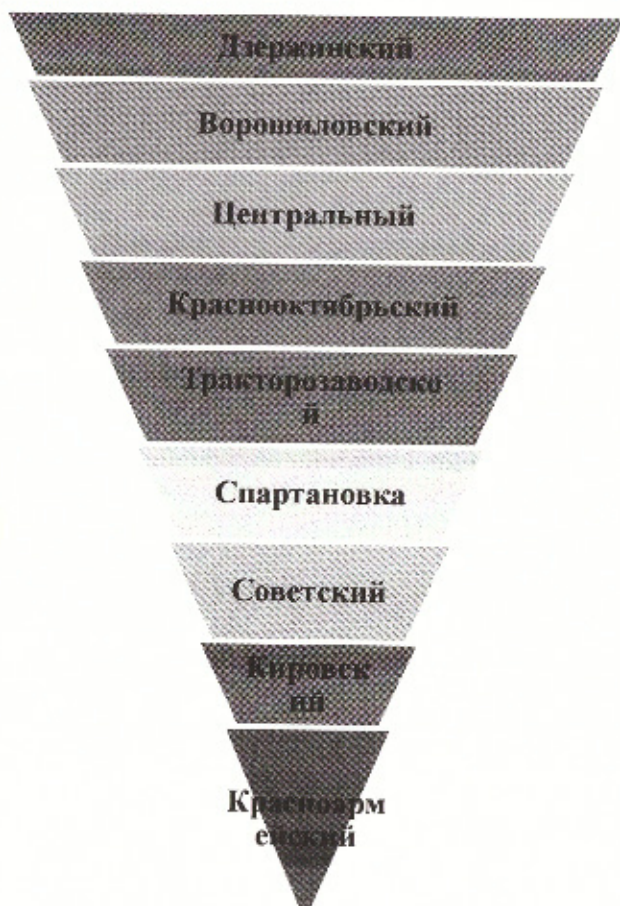 Дзержинский
Ворошиловский
Центральный
Краснооктябрьский
Тракторозаводско
й
Спартановка
Советский
Кировск
ий
Красноарм
ейский